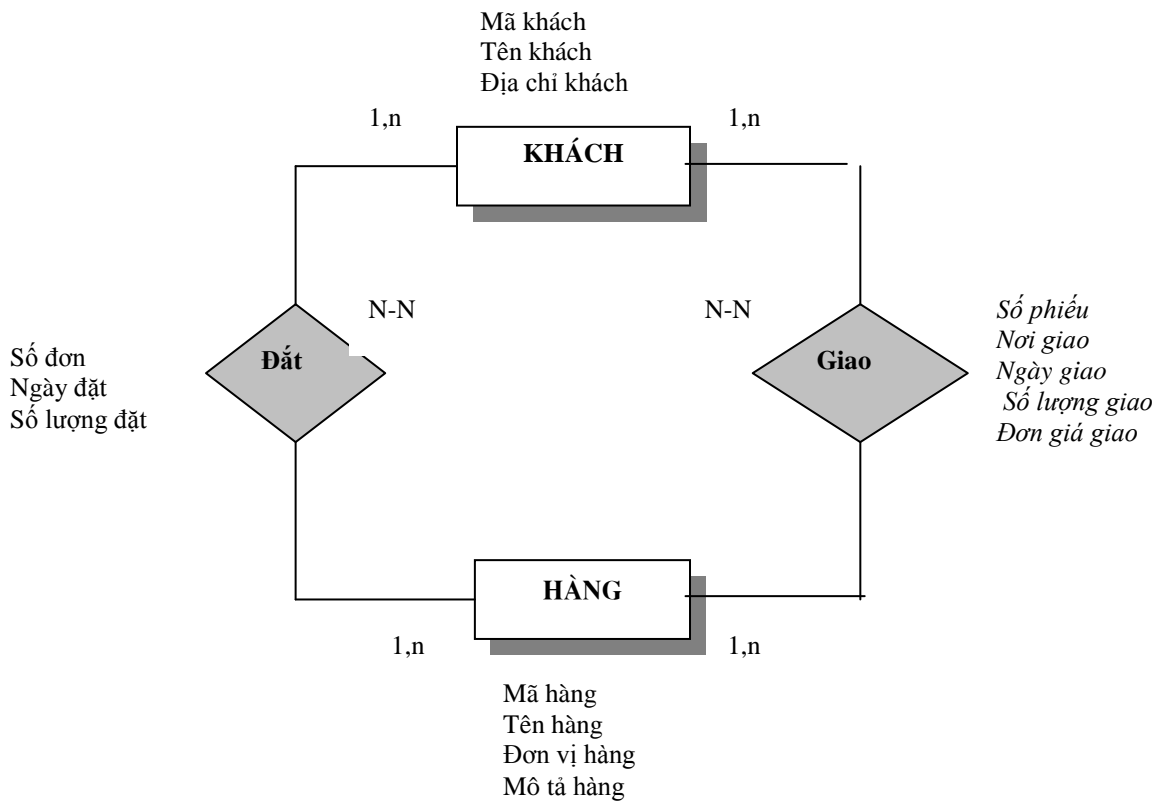 Mã khách
Tên khách
Địa chỉ khách
1,n
1,n
KHÁCH
N-N
N-N
Đắt
Giao
Số đơn
Ngày đặt
Số lượng đặt
Số phiếu
Nơi giao
Ngày giao
Số lượng giao
Đơn giá giao
HÀNG
1,n
1,n
Mã hàng
Tên hàng
Đơn vị hàng
Mô tả hàng